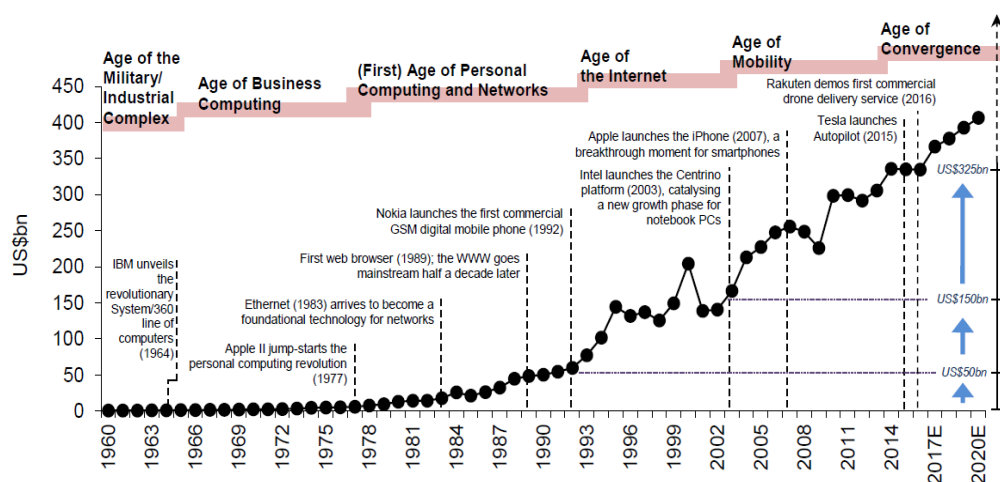 Age of the
Military/
Industrial
Complex
Age of Business
Computing
(First) Age of Personal
Computing and Networks
Age of
the Internet
Age of
Mobility
Age of
Convergence
US$bn
450
400
350
300
250
200
150
100
50
0
IBM unveils
the
revolutionary
System/360
line of
computers
(1964)
Apple II jump-starts the
personal computing revolution
(1977)
Ethernet (1983) arrives to become a
foundational technology for networks
First web browser (1989); the WWW goes
mainstream half a decade later
Nokia launches the first commercial
GSM digital mobile phone (1992)
Intel launches the Centrino
platform (2003), catalysing
a new growth phase for
notebook PCs
Apple launches the iPhone (2007), a
breakthrough moment for smartphones
Tesla launches
Autopilot (2015)
Rakuten demos first commercial
drone delivery service (2016)
US$325bn
US$150bn
US$50bn
1960
1963
1966
1969
1972
1975
1978
1981
1984
1987
1990
1993
1996
1999
2002
2005
2008
2011
2014
2017E
2020E